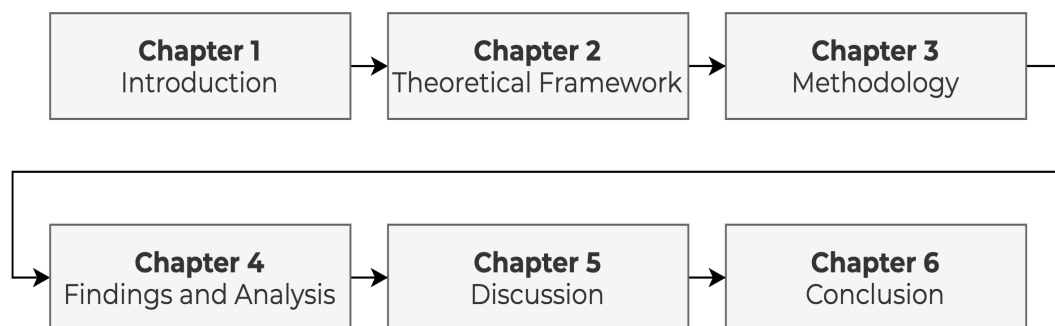 Chapter 1
Introduction
Chapter 2
Theoretical Framework
Chapter 3
Methodology
Chapter 4
Findings and Analysis
Chapter 5
Discussion
Chapter 6
Conclusion